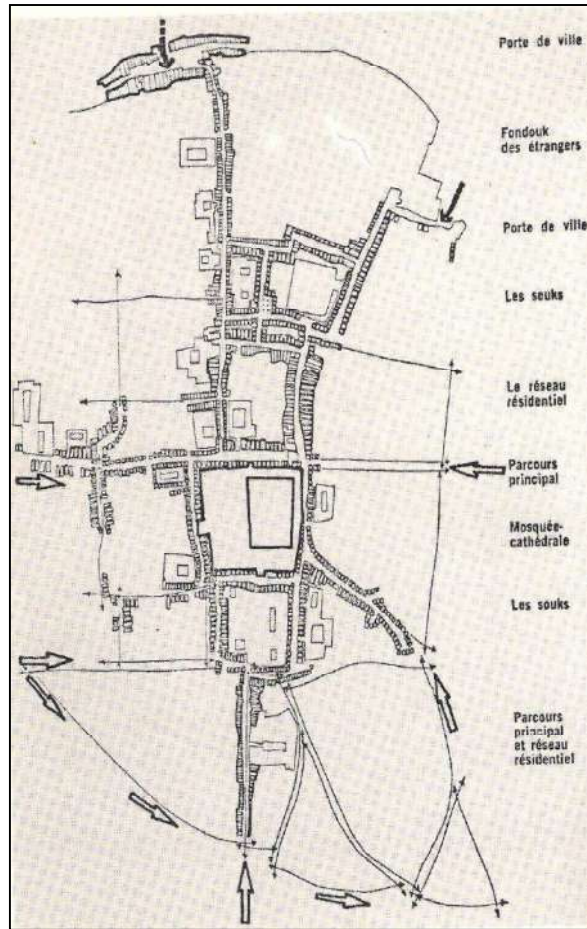 Porte de ville
Fondouk
des étrangers
Porte de ville
Les souks
Le réseau
résidentiel
Parcours
principal
Mosquée-
cathédrale
Les souks
Parcours
principal
et réseau
résidentiel